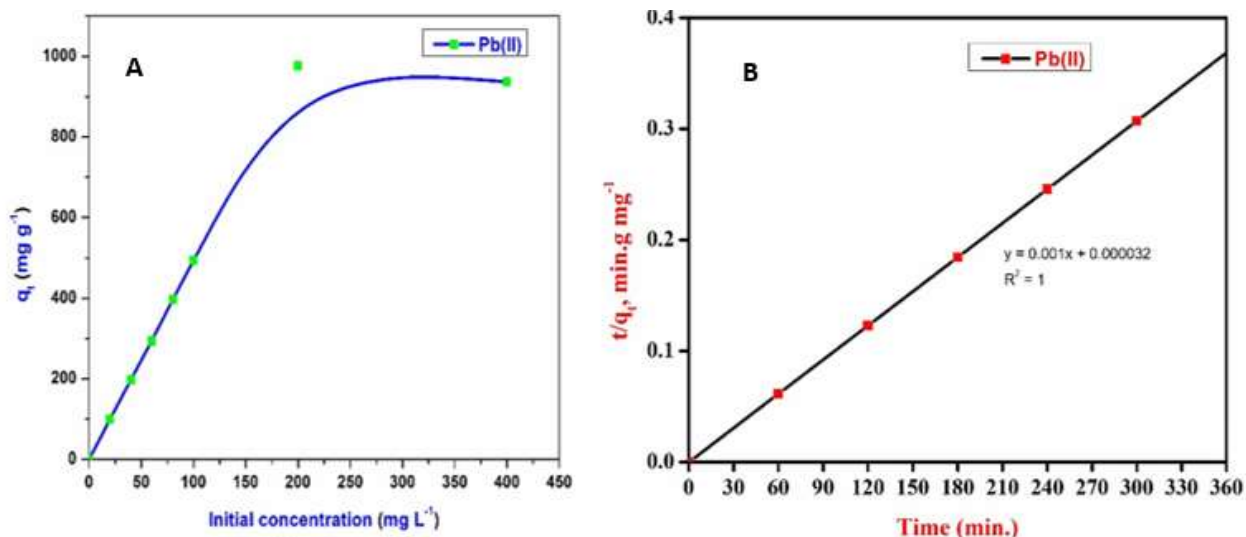 A
Pb(II)
1000
800
600
400
200
0
q_t (mg g⁻¹)
0 50 100 150 200 250 300 350 400 450
Initial concentration (mg L⁻¹)
B
Pb(II)
0.4
0.3
0.2
0.1
0.0
t/q_t, min.g mg⁻¹
y = 0.001x + 0.000032
R² = 1
0 30 60 90 120 150 180 210 240 270 300 330 360
Time (min.)